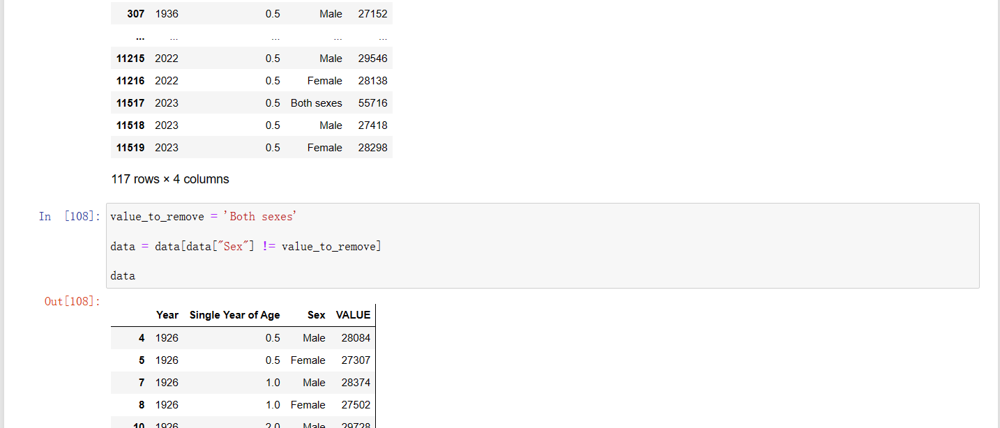 307 1936 0.5 Male 27152
... ... ... ... ...
11215 2022 0.5 Male 29546
11216 2022 0.5 Female 28138
11517 2023 0.5 Both sexes 55716
11518 2023 0.5 Male 27418
11519 2023 0.5 Female 28298
117 rows × 4 columns
In [108]: value_to_remove = 'Both sexes'
data = data[data["Sex"] != value_to_remove]
data
Out[108]:
Year Single Year of Age Sex VALUE
4 1926 0.5 Male 28084
5 1926 0.5 Female 27307
7 1926 1.0 Male 28374
8 1926 1.0 Female 27502
10 1926 2.0 Male 29728